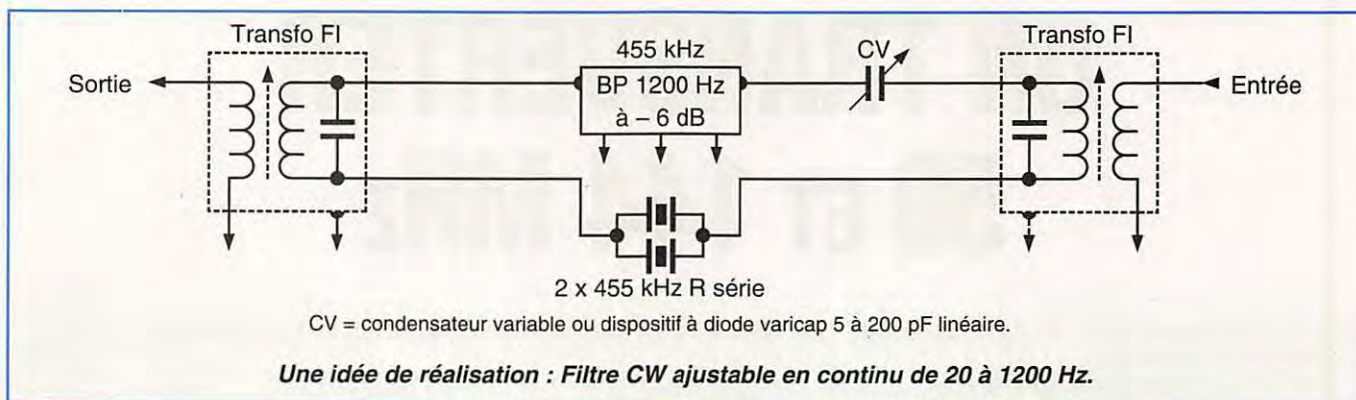 Transfo FI
455 kHz
CV
Transfo FI
Sortie
BP 1200 Hz
à – 6 dB
Entrée
2 x 455 kHz R série
CV = condensateur variable ou dispositif à diode varicap 5 à 200 pF linéaire.
Une idée de réalisation : Filtre CW ajustable en continu de 20 à 1200 Hz.